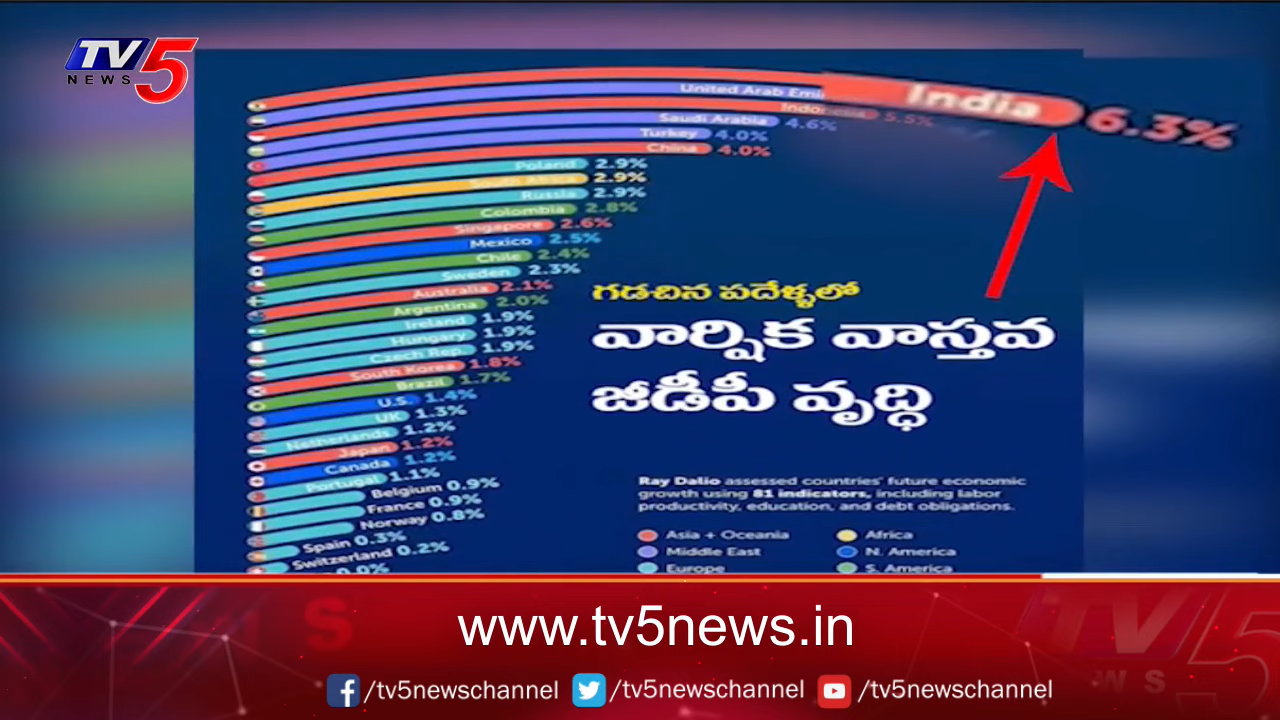 TV5
NEWS
India 6.3%
United Arab Emi
Indonesia 5.5%
Saudi Arabia 4.6%
Turkey 4.0%
China 4.0%
Poland 2.9%
South Africa 2.9%
Russia 2.9%
Colombia 2.8%
Singapore 2.6%
Mexico 2.5%
Chile 2.4%
Sweden 2.3%
Australia 2.1%
Argentina 2.0%
Ireland 1.9%
Hungary 1.9%
Czech Rep. 1.9%
South Korea 1.8%
Brazil 1.7%
U.S. 1.4%
UK 1.3%
Netherlands 1.2%
Japan 1.2%
Canada 1.2%
Portugal 1.1%
Belgium 0.9%
France 0.9%
Norway 0.8%
Spain 0.3%
Switzerland 0.2%
0.0%
గడచిన పదేళ్ళలో
వార్షిక వాస్తవ
జీడీపీ వృద్ధి
Ray Dalio assessed countries' future economic
growth using 81 indicators, including labor
productivity, education, and debt obligations.
Asia + Oceania
Africa
Middle East
N. America
Europe
S. America
www.tv5news.in
/tv5newschannel /tv5newschannel /tv5newschannel